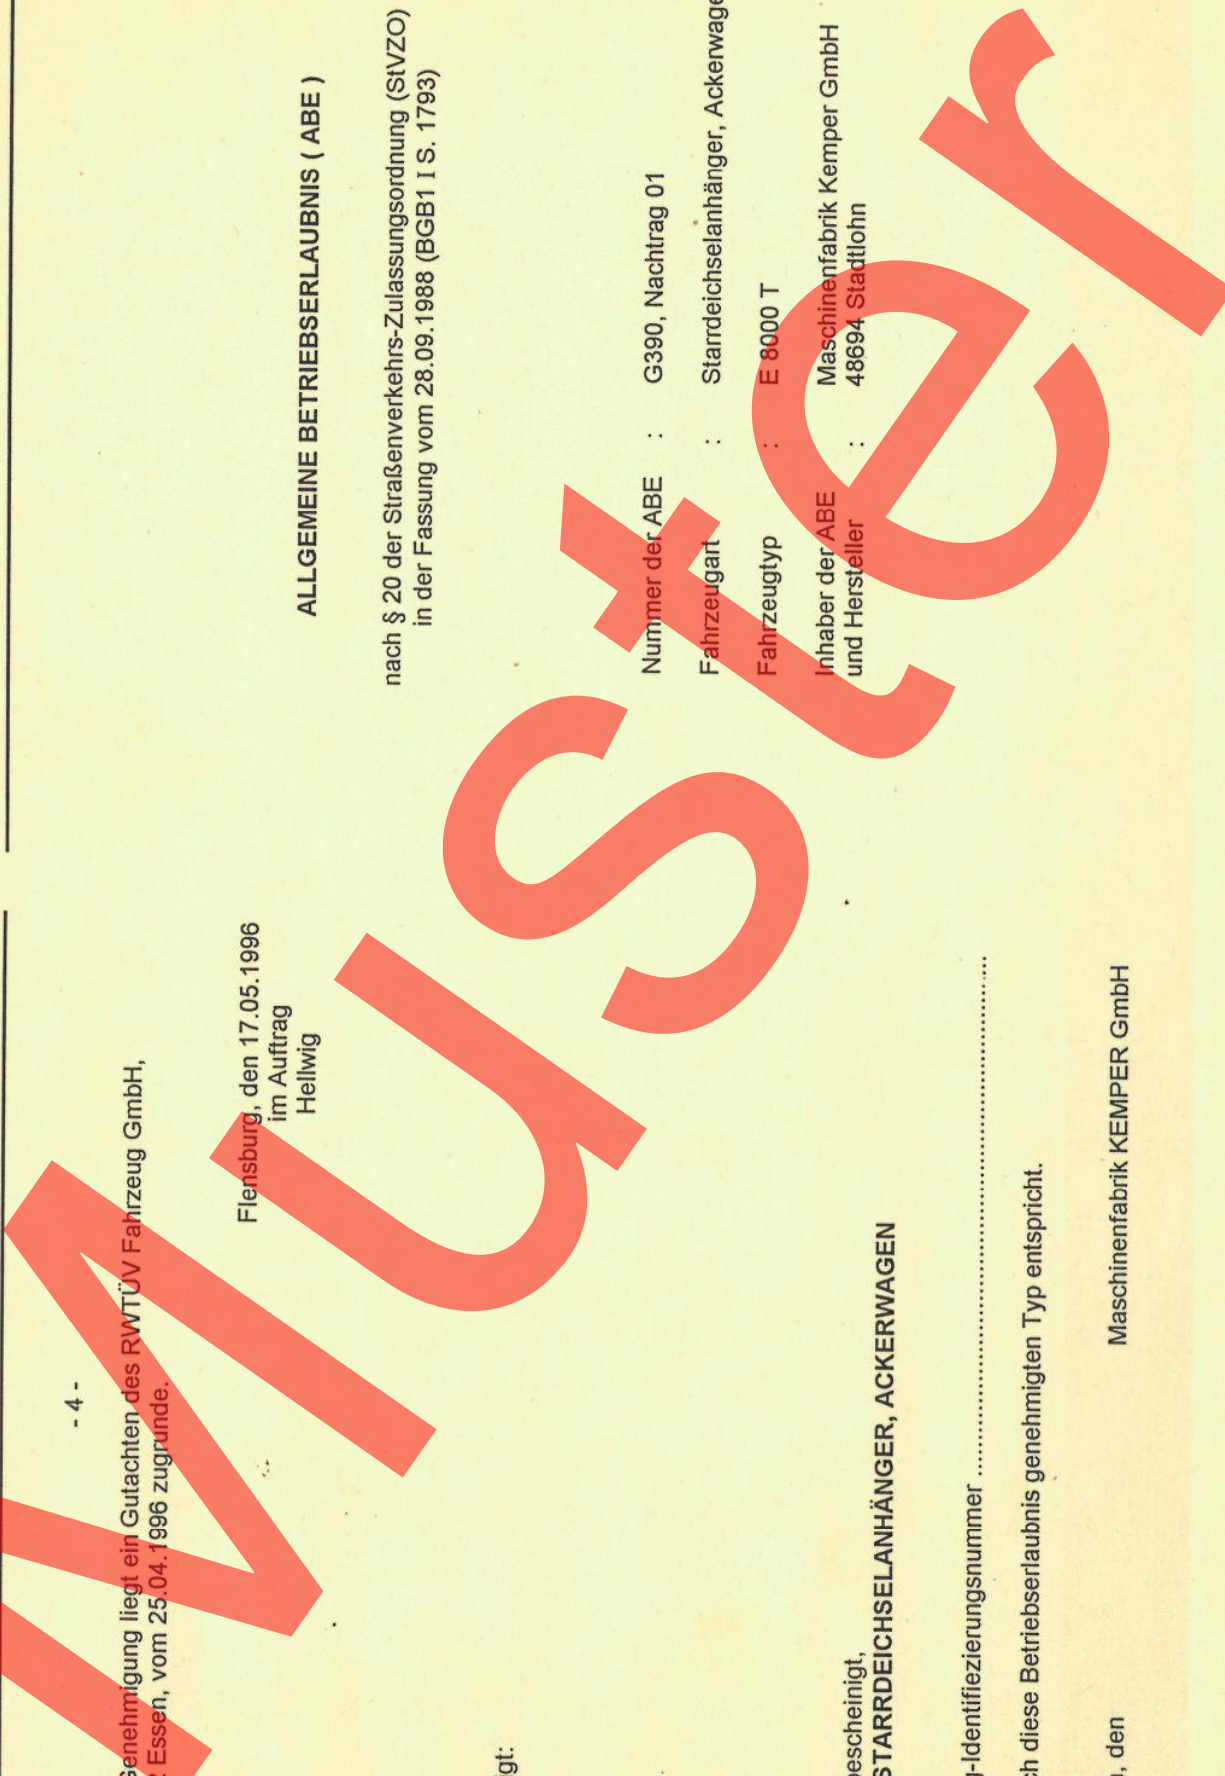 - 4 -
Genehmigung liegt ein Gutachten des RWTÜV Fahrzeug GmbH,
Essen, vom 25.04.1996 zugrunde.
Flensburg, den 17.05.1996
im Auftrag
Hellwig
gt:
bescheinigt,
STARRDEICHSELANHÄNGER, ACKERWAGEN
g-Identifiezierungsnummer ................................................................
ch diese Betriebserlaubnis genehmigten Typ entspricht.
, den Maschinenfabrik KEMPER GmbH
ALLGEMEINE BETRIEBSERLAUBNIS ( ABE )
nach § 20 der Straßenverkehrs-Zulassungsordnung (StVZO)
in der Fassung vom 28.09.1988 (BGB1 I S. 1793)
Nummer der ABE : G390, Nachtrag 01
Fahrzeugart : Starrdeichselanhänger, Ackerwage
Fahrzeugtyp : E 8000 T
Inhaber der ABE Maschinenfabrik Kemper GmbH
und Hersteller : 48694 Stadtlohn
Muster